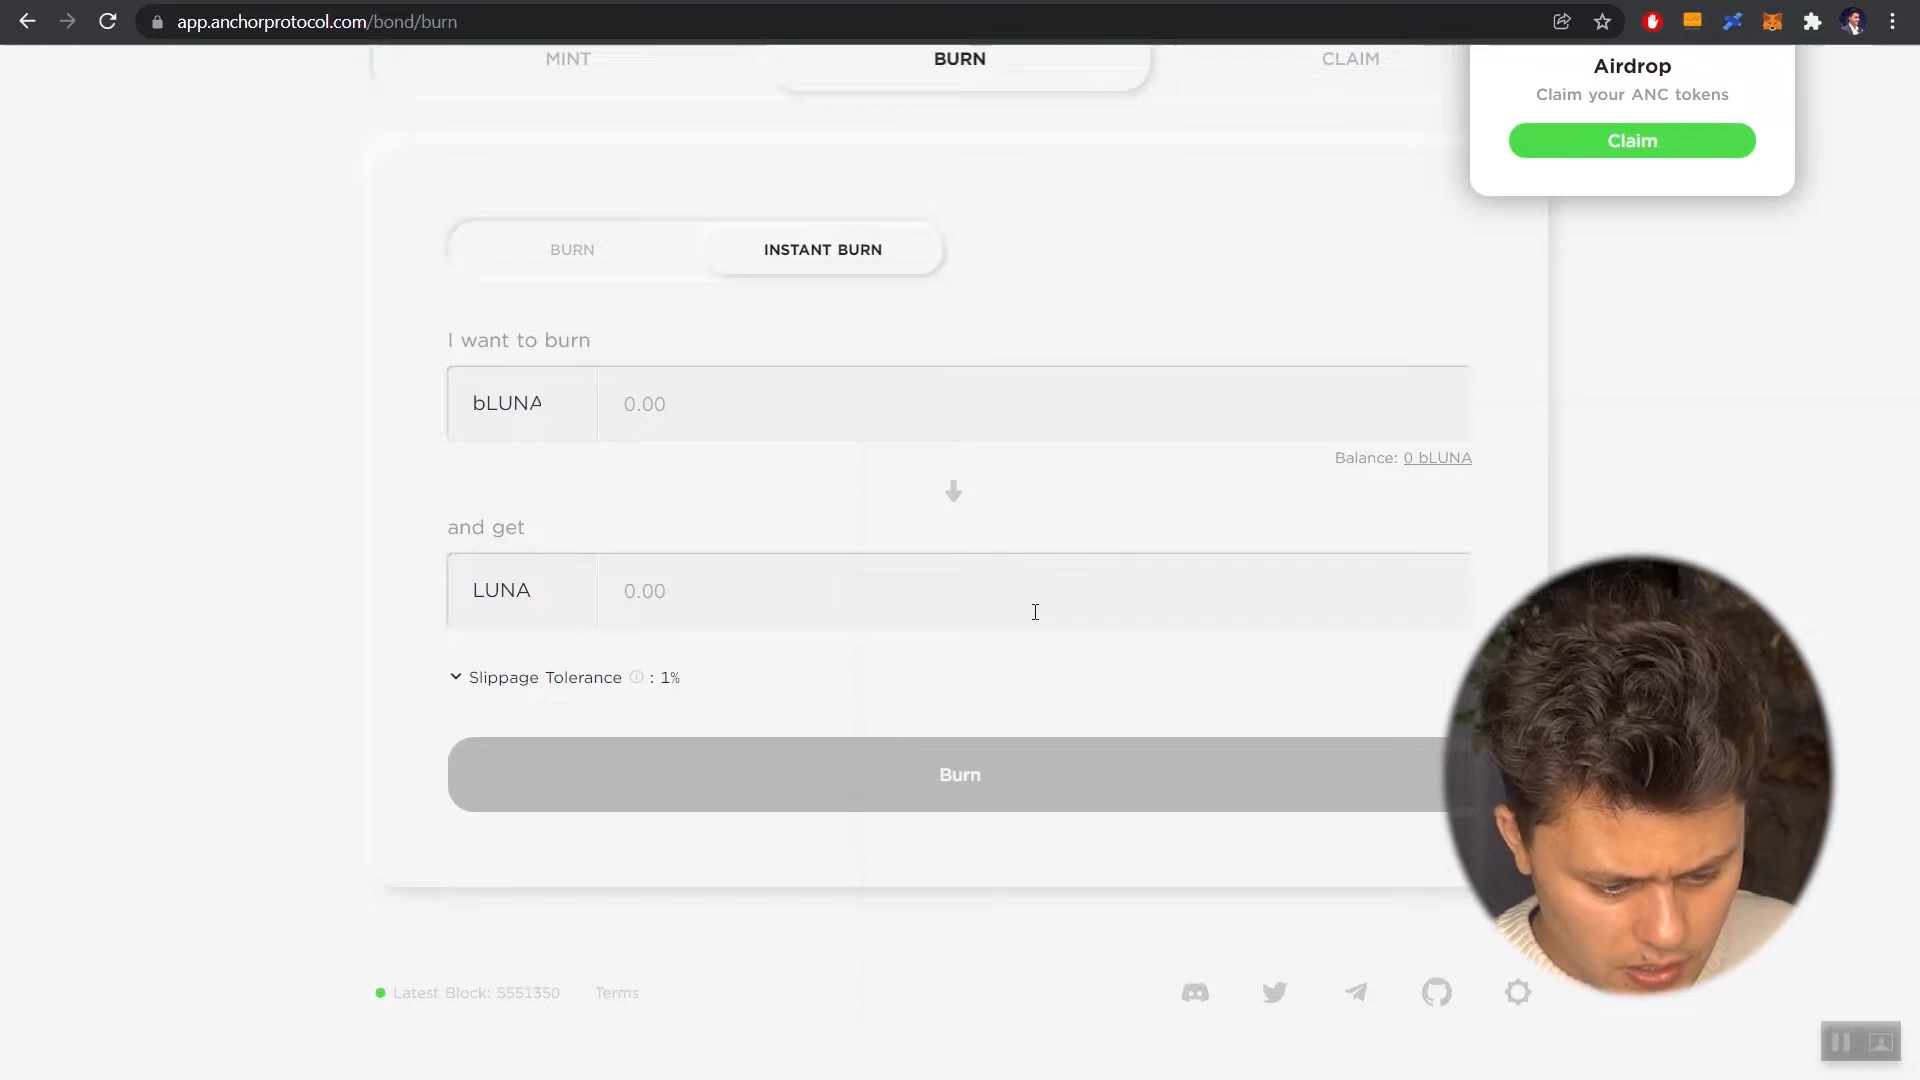 app.anchorprotocol.com/bond/burn
MINT
BURN
CLAIM
Airdrop
Claim your ANC tokens
Claim
BURN
INSTANT BURN
I want to burn
bLUNA
0.00
Balance: 0 bLUNA
and get
LUNA
0.00
Slippage Tolerance : 1%
Burn
Latest Block: 5551350
Terms